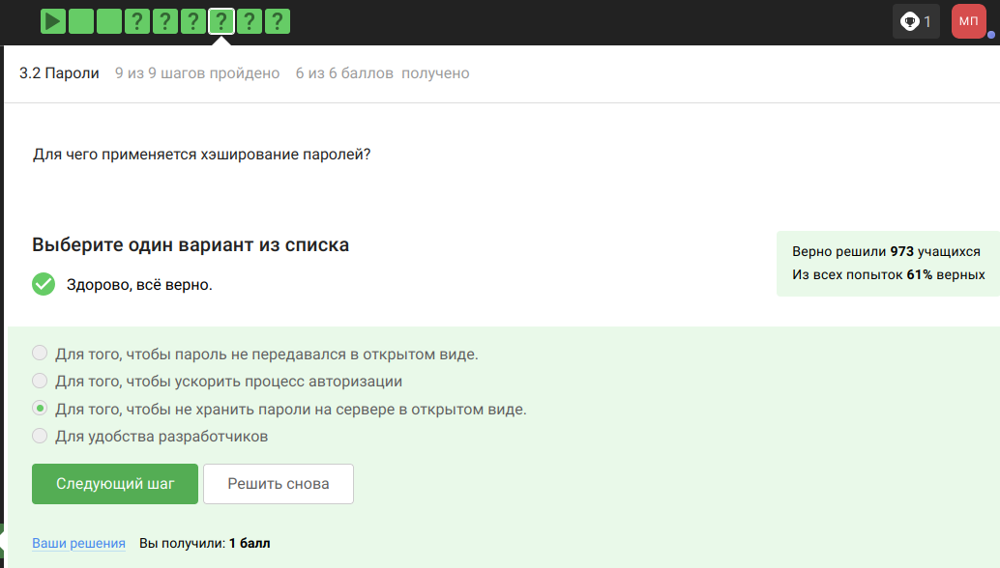 ? ? ? ? ? ?
1
МП
3.2 Пароли 9 из 9 шагов пройдено 6 из 6 баллов получено
Для чего применяется хэширование паролей?
Выберите один вариант из списка
Здорово, всё верно.
Верно решили 973 учащихся
Из всех попыток 61% верных
Для того, чтобы пароль не передавался в открытом виде.
Для того, чтобы ускорить процесс авторизации
Для того, чтобы не хранить пароли на сервере в открытом виде.
Для удобства разработчиков
Следующий шаг Решить снова
Ваши решения Вы получили: 1 балл